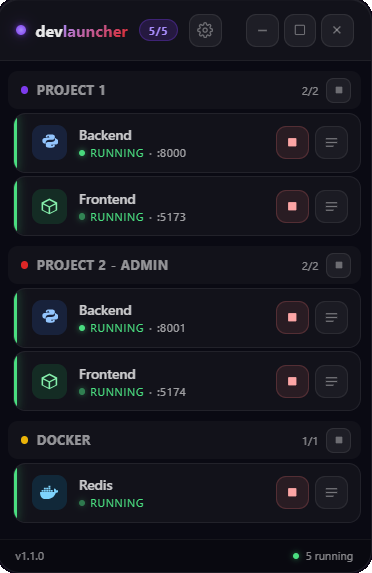 devlauncher 5/5
PROJECT 1 2/2
Backend
RUNNING · :8000
Frontend
RUNNING · :5173
PROJECT 2 - ADMIN 2/2
Backend
RUNNING · :8001
Frontend
RUNNING · :5174
DOCKER 1/1
Redis
RUNNING
v1.1.0 5 running